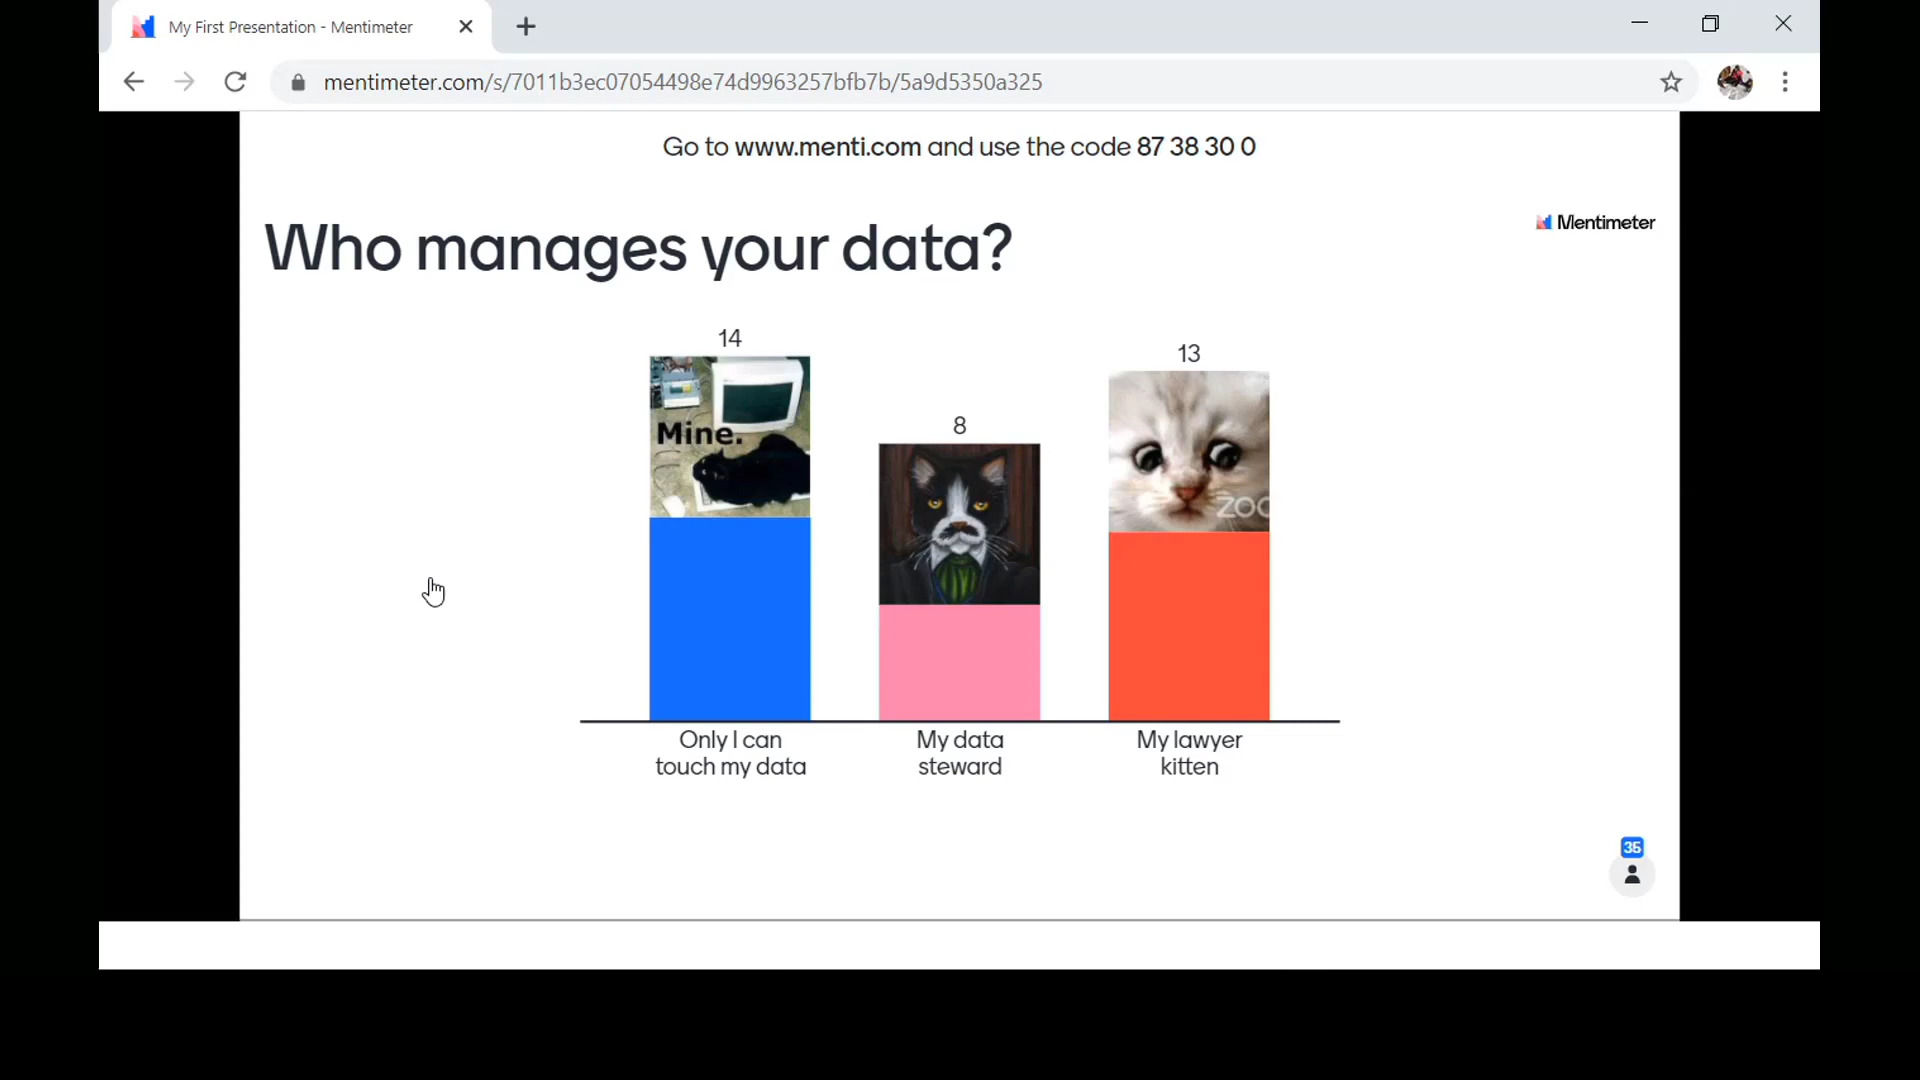 My First Presentation - Mentimeter
mentimeter.com/s/7011b3ec07054498e74d9963257bfb7b/5a9d5350a325
Go to www.menti.com and use the code 87 38 30 0
Mentimeter
Who manages your data?
14
13
8
Mine.
ZOO
Only I can
touch my data
My data
steward
My lawyer
kitten
35